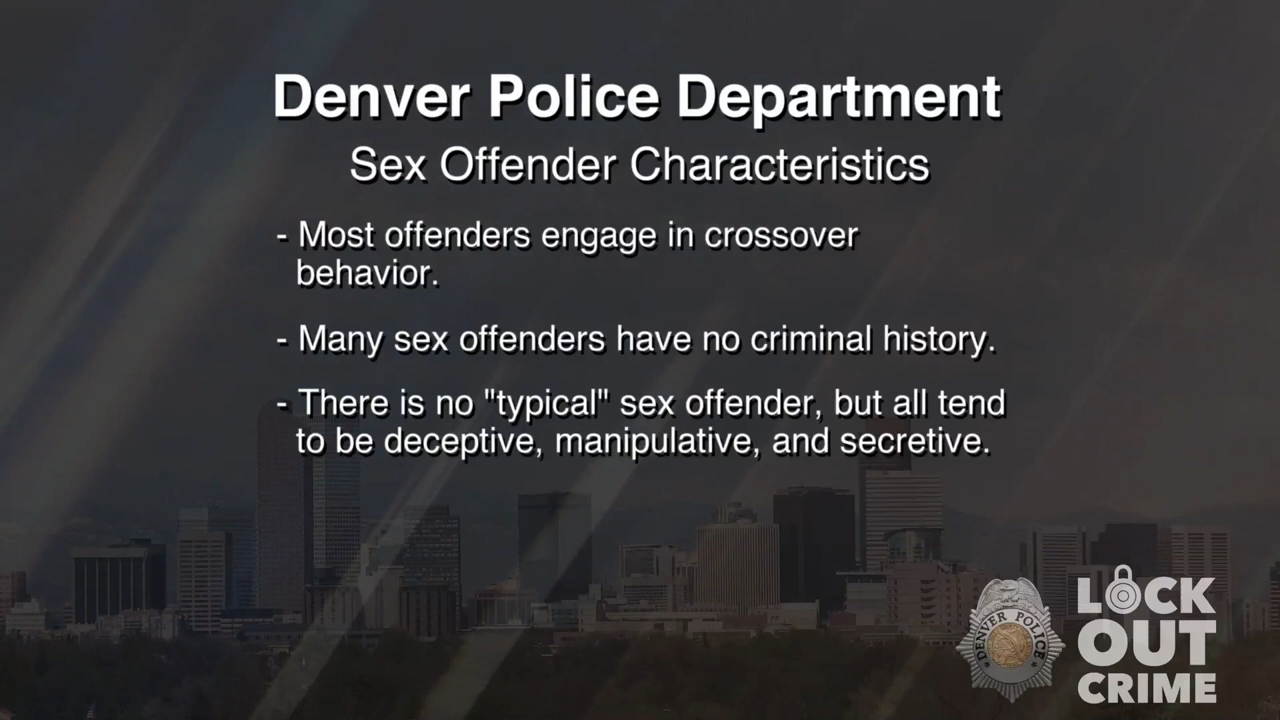 Denver Police Department
Sex Offender Characteristics
- Most offenders engage in crossover
behavior.
- Many sex offenders have no criminal history.
- There is no "typical" sex offender, but all tend
to be deceptive, manipulative, and secretive.
DENVER POLICE
LOCK
OUT
CRIME